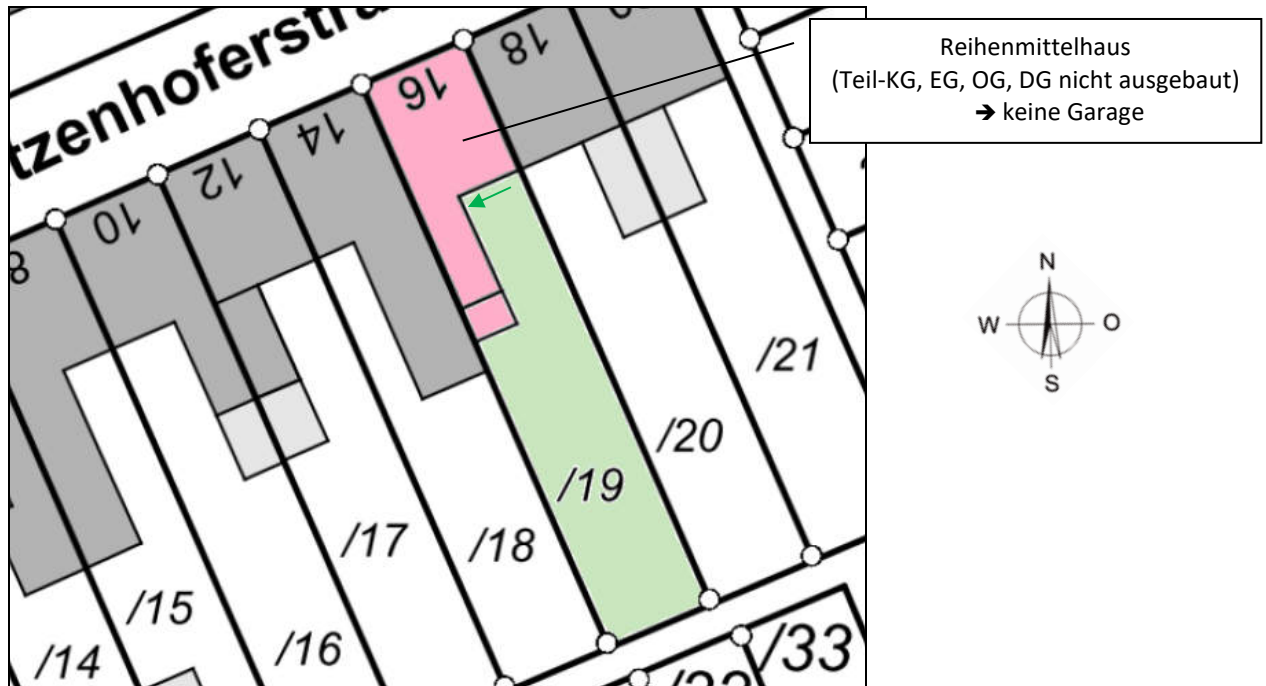 tzenhoferstra
Reihenmittelhaus
(Teil-KG, EG, OG, DG nicht ausgebaut)
➔ keine Garage
18
16
14
12
10
8
N
W
O
S
/21
/20
/19
/18
/17
/16
/15
/14
/33